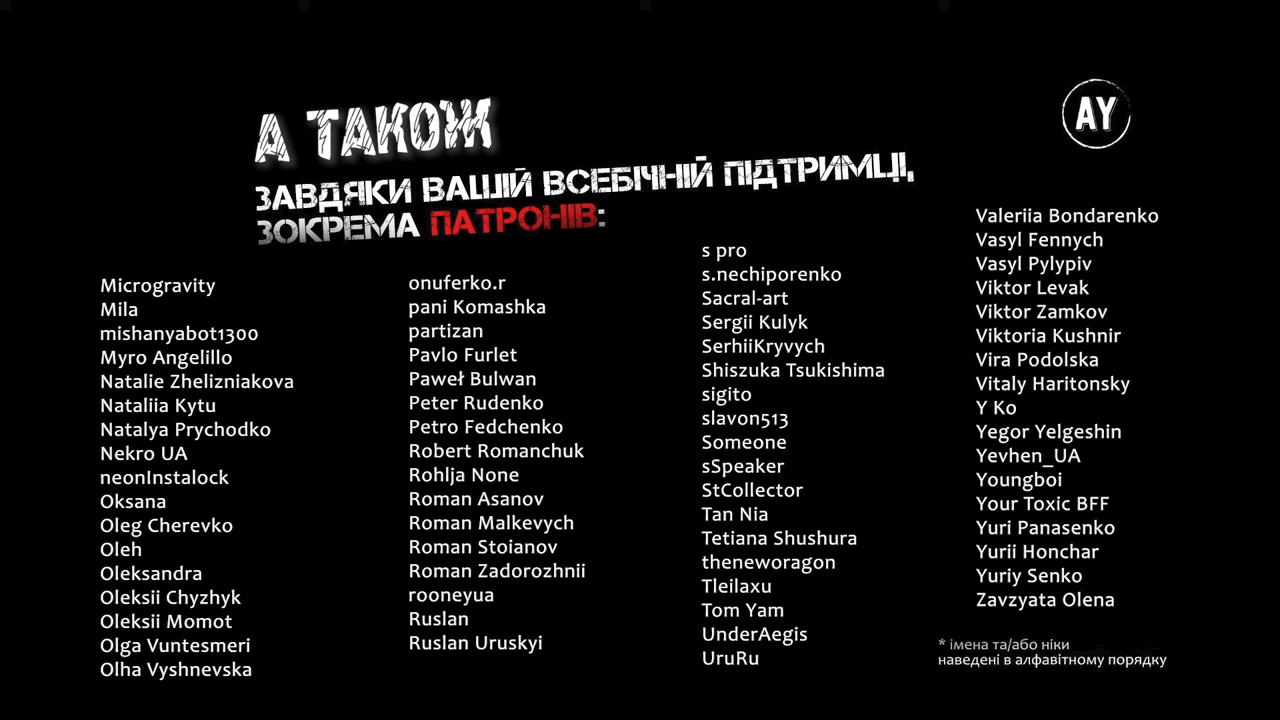 А ТАКОЖ
ЗАВДЯКИ ВАШІЙ ВСЕБІЧНІЙ ПІДТРИМЦІ,
ЗОКРЕМА ПАТРОНІВ:
AY
Microgravity
Mila
mishanyabot1300
Myro Angelillo
Natalie Zhelizniakova
Nataliia Kytu
Natalya Prychodko
Nekro UA
neonInstalock
Oksana
Oleg Cherevko
Oleh
Oleksandra
Oleksii Chyzhyk
Oleksii Momot
Olga Vuntesmeri
Olha Vyshnevska
onuferko.r
pani Komashka
partizan
Pavlo Furlet
Paweł Bulwan
Peter Rudenko
Petro Fedchenko
Robert Romanchuk
Rohlja None
Roman Asanov
Roman Malkevych
Roman Stoianov
Roman Zadorozhnii
rooneyua
Ruslan
Ruslan Uruskyi
s pro
s.nechiporenko
Sacral-art
Sergii Kulyk
SerhiiKryvych
Shiszuka Tsukishima
sigito
slavon513
Someone
sSpeaker
StCollector
Tan Nia
Tetiana Shushura
theneworagon
Tleilaxu
Tom Yam
UnderAegis
UruRu
Valeriia Bondarenko
Vasyl Fennych
Vasyl Pylypiv
Viktor Levak
Viktor Zamkov
Viktoria Kushnir
Vira Podolska
Vitaly Haritonsky
Y Ko
Yegor Yelgeshin
Yevhen_UA
Youngboi
Your Toxic BFF
Yuri Panasenko
Yurii Honchar
Yuriy Senko
Zavzyata Olena
* імена та/або ніки
наведені в алфавітному порядку